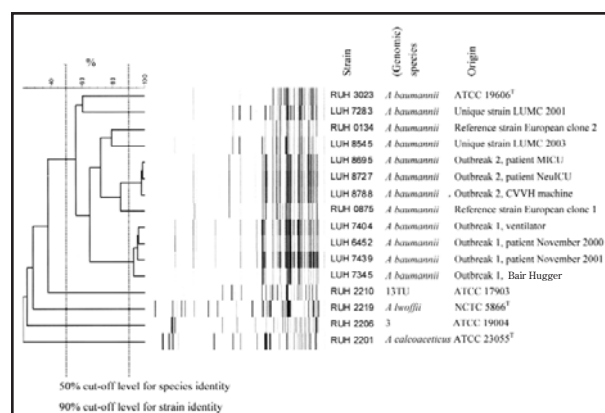 %
40
60
80
100
Strain
(Genomic) species
Origin
RUH 3023 A baumannii ATCC 19606T
LUH 7283 A baumannii Unique strain LUMC 2001
RUH 0134 A baumannii Reference strain European clone 2
LUH 8545 A baumannii Unique strain LUMC 2003
LUH 8695 A baumannii Outbreak 2, patient MICU
LUH 8727 A baumannii Outbreak 2, patient NeuICU
LUH 8788 A baumannii Outbreak 2, CVVH machine
RUH 0875 A baumannii Reference strain European clone 1
LUH 7404 A baumannii Outbreak 1, ventilator
LUH 6452 A baumannii Outbreak 1, patient November 2000
LUH 7439 A baumannii Outbreak 1, patient November 2001
LUH 7345 A baumannii Outbreak 1, Bair Hugger
RUH 2210 13TU ATCC 17903
RUH 2219 A lwoffii NCTC 5866T
RUH 2206 3 ATCC 19004
RUH 2201 A calcoaceticus ATCC 23055T
50% cut-off level for species identity
90% cut-off level for strain identity